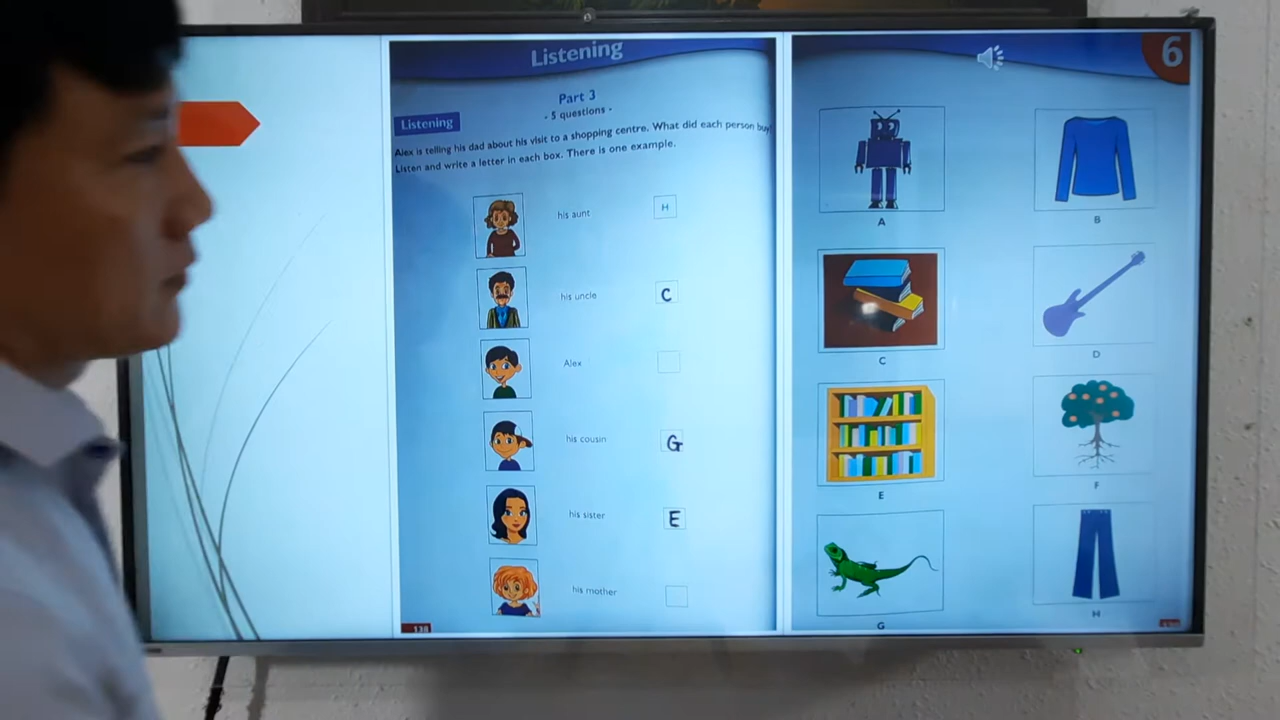 Listening
Part 3
- 5 questions -
Listening
Alex is telling his dad about his visit to a shopping centre. What did each person buy
Listen and write a letter in each box. There is one example.
his aunt H
his uncle C
Alex
his cousin G
his sister E
his mother
138
6
A B
C D
E F
G H